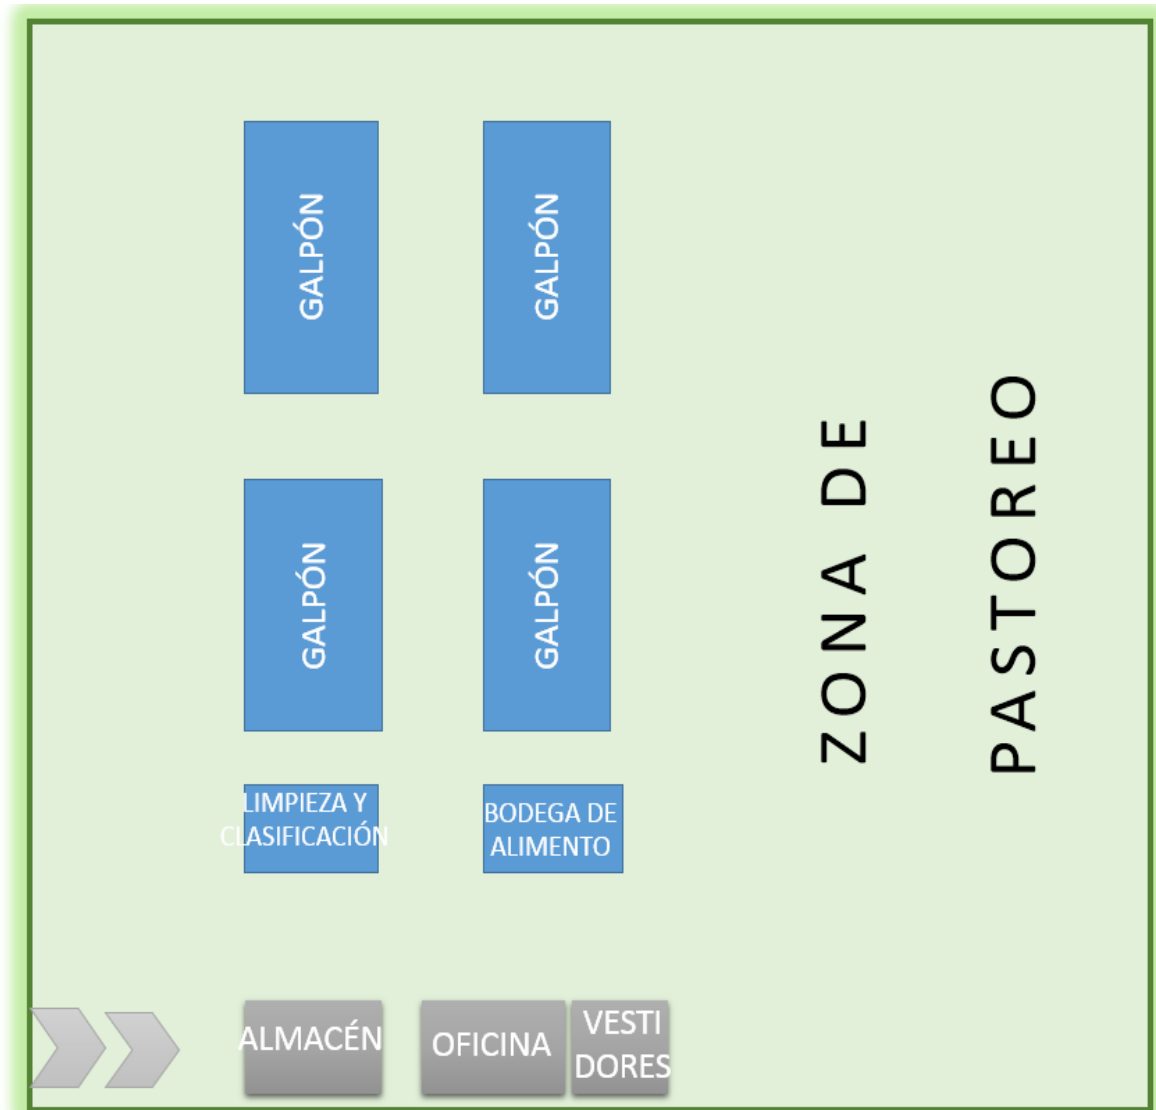 GALPÓN
GALPÓN
GALPÓN
GALPÓN
LIMPIEZA Y
CLASIFICACIÓN
BODEGA DE
ALIMENTO
ZONA DE
PASTOREO
ALMACÉN
OFICINA
VESTI
DORES